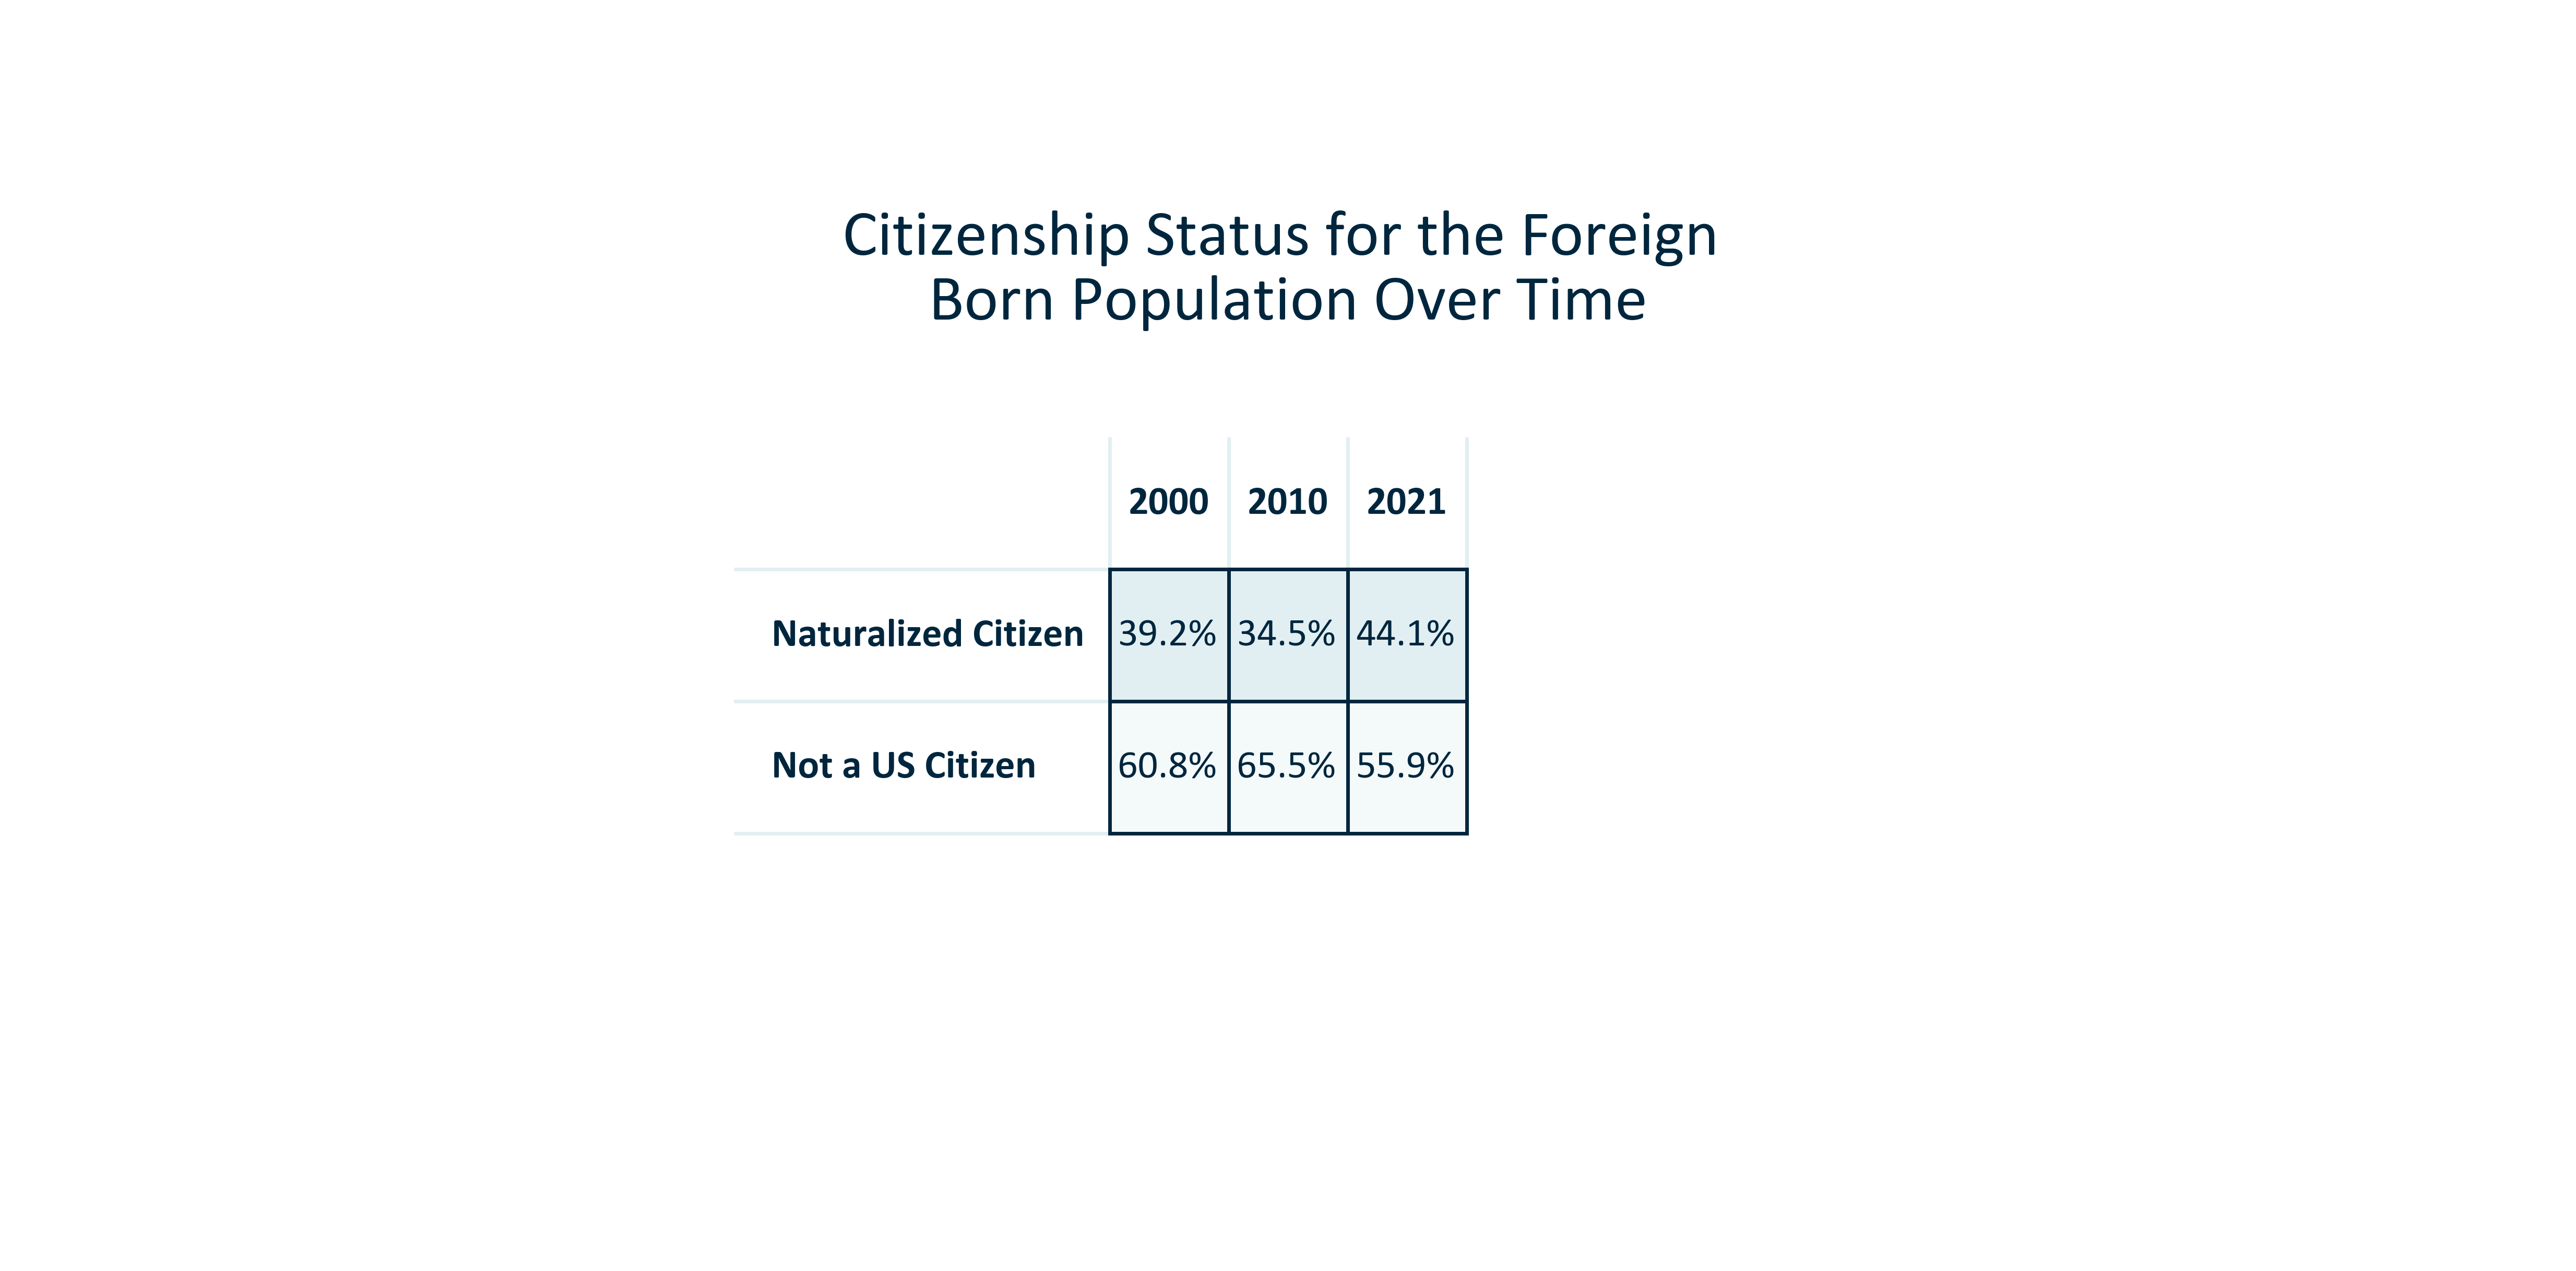 Citizenship Status for the Foreign
Born Population Over Time
2000 2010 2021
Naturalized Citizen 39.2% 34.5% 44.1%
Not a US Citizen 60.8% 65.5% 55.9%